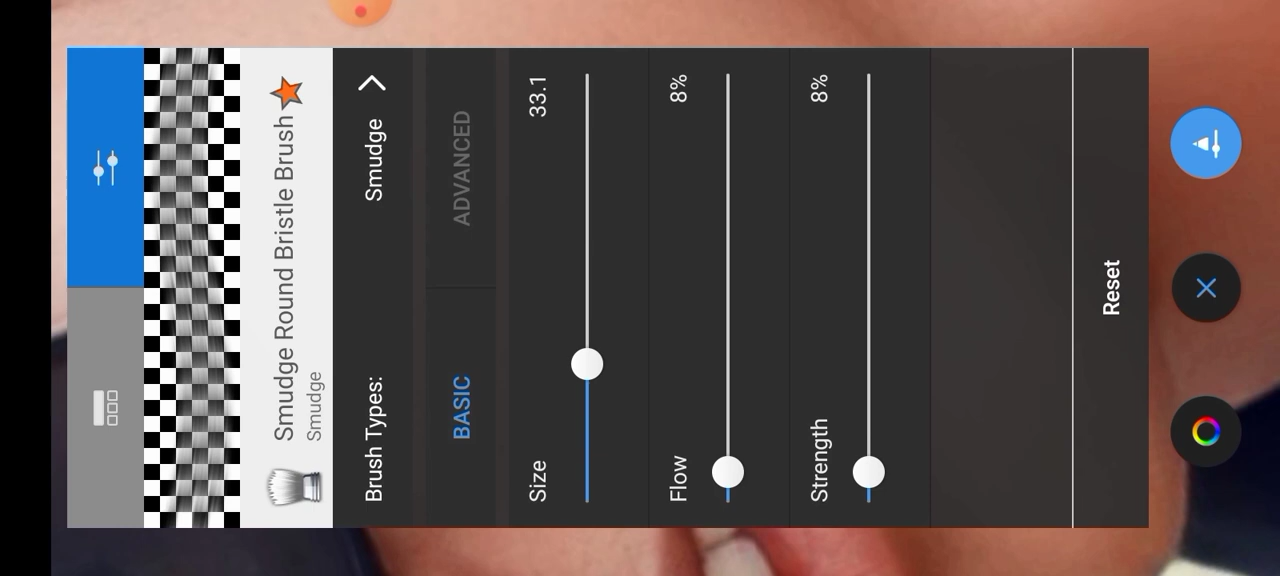 Smudge Round Bristle Brush
Smudge
Brush Types: Smudge
BASIC ADVANCED
Size 33.1
Flow 8%
Strength 8%
Reset